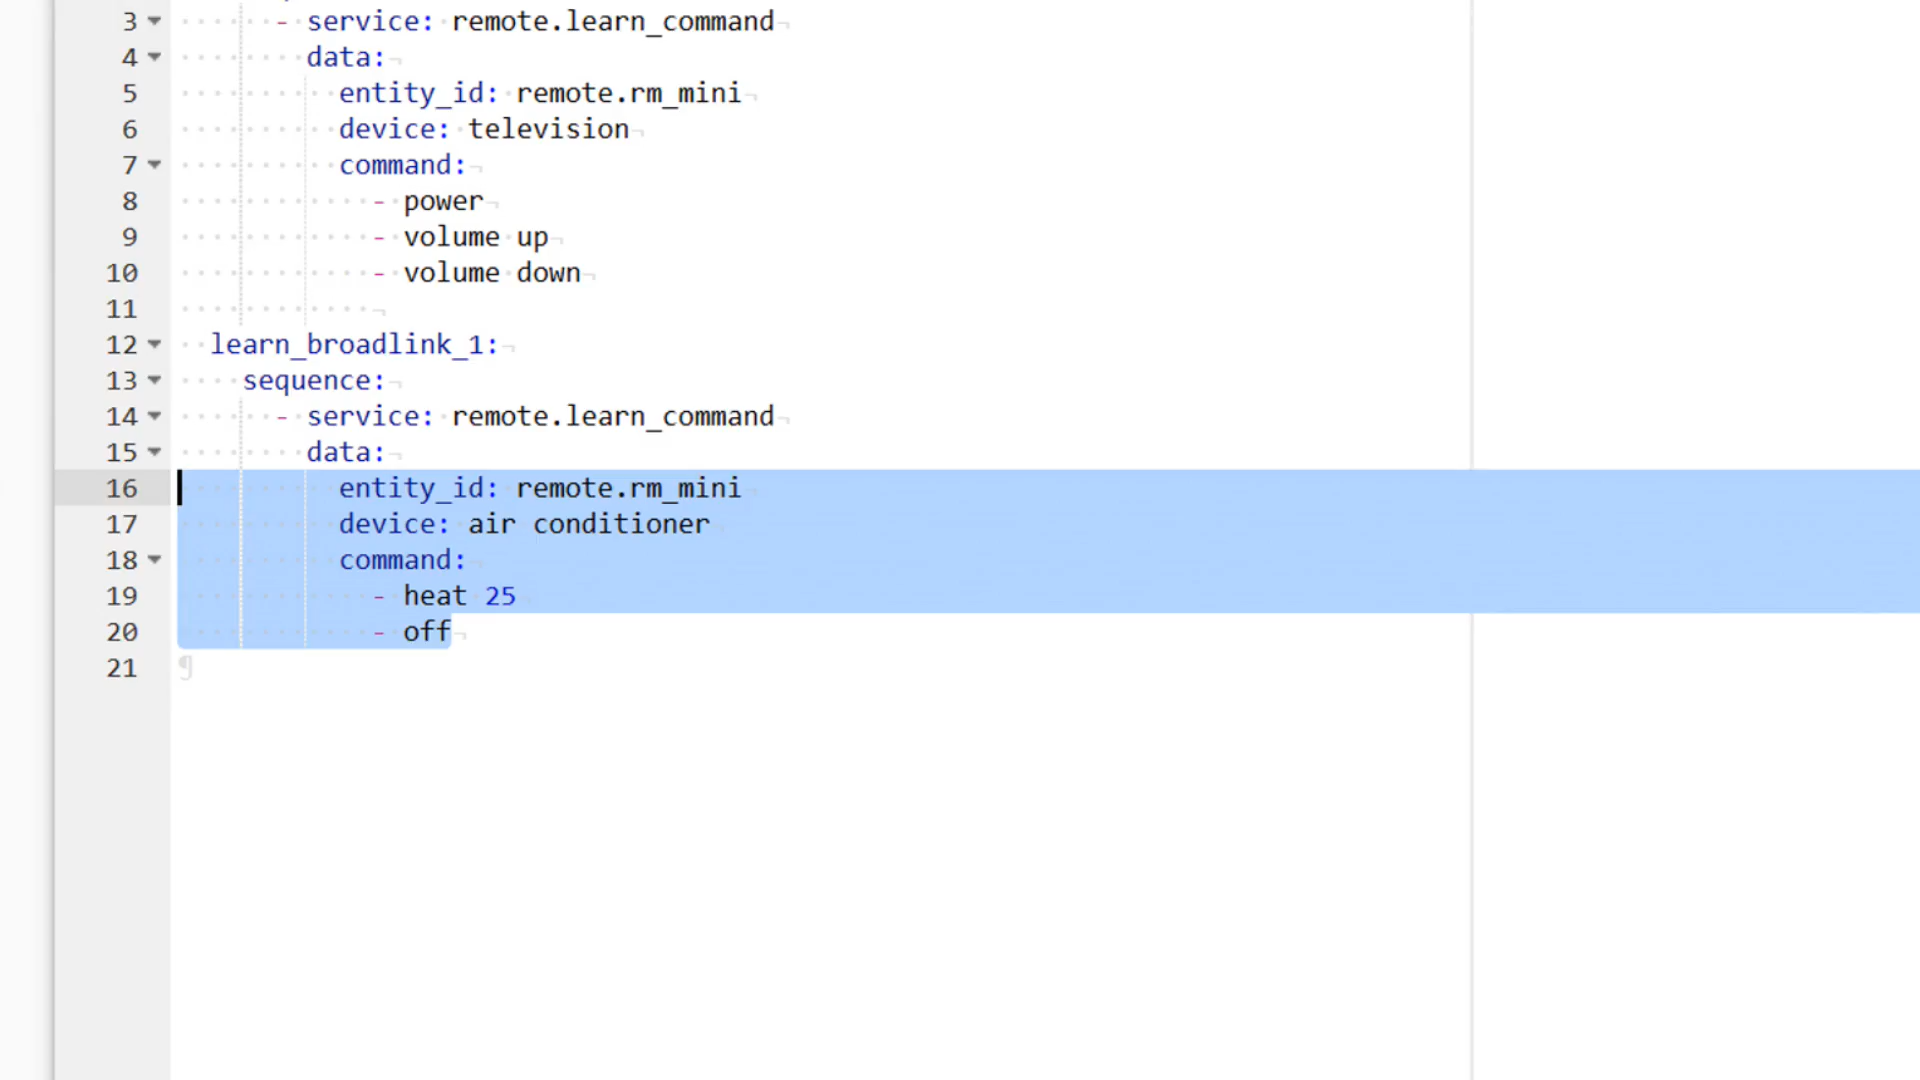 3 - service: remote.learn_command
4 data:
5 entity_id: remote.rm_mini
6 device: television
7 command:
8 - power
9 - volume up
10 - volume down
11
12 learn_broadlink_1:
13 sequence:
14 - service: remote.learn_command
15 data:
16 entity_id: remote.rm_mini
17 device: air conditioner
18 command:
19 - heat 25
20 - off
21